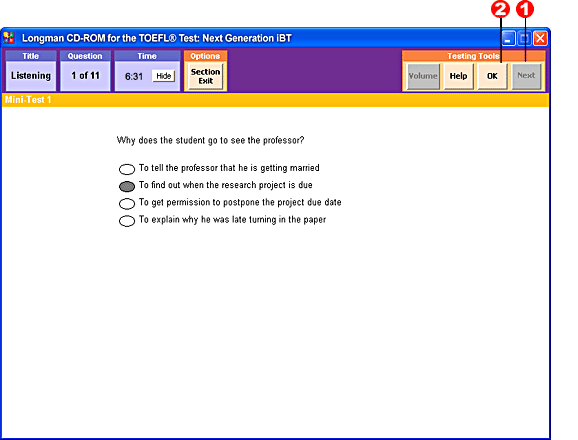 2 1
Longman CD-ROM for the TOEFL® Test: Next Generation iBT
Title Question Time Options Testing Tools
Listening 1 of 11 6:31 Hide Section Exit Volume Help OK Next
Mini-Test 1
Why does the student go to see the professor?
To tell the professor that he is getting married
To find out when the research project is due
To get permission to postpone the project due date
To explain why he was late turning in the paper